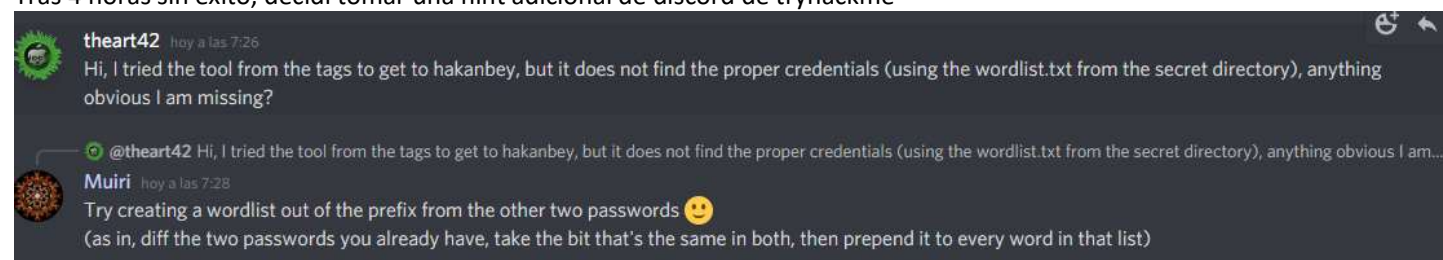 Tras 4 horas sin éxito, decidí tomar una hint adicional de discord de tryhackme
theart42 hoy a las 7:26
Hi, I tried the tool from the tags to get to hakanbey, but it does not find the proper credentials (using the wordlist.txt from the secret directory), anything
obvious I am missing?
@theart42 Hi, I tried the tool from the tags to get to hakanbey, but it does not find the proper credentials (using the wordlist.txt from the secret directory), anything obvious I am...
Muiri hoy a las 7:28
Try creating a wordlist out of the prefix from the other two passwords 🙂
(as in, diff the two passwords you already have, take the bit that's the same in both, then prepend it to every word in that list)